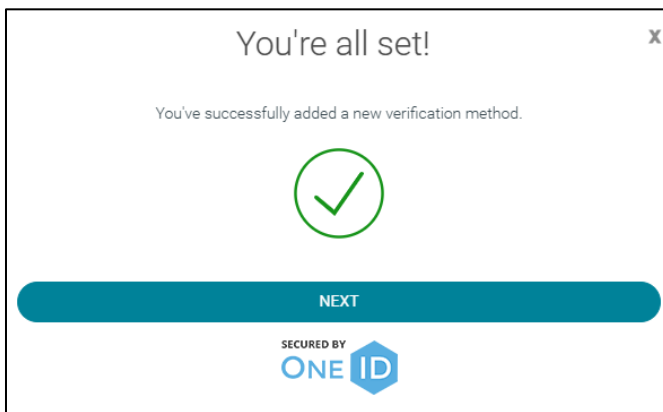 You're all set!
X
You've successfully added a new verification method.
NEXT
SECURED BY
ONE ID